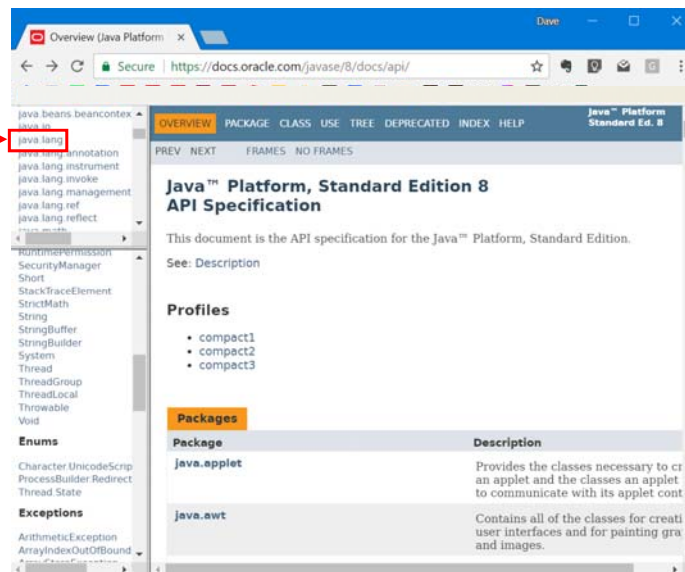 Dave
Overview (Java Platform
Secure https://docs.oracle.com/javase/8/docs/api/
java.beans.beancontex
java.io
java.lang
java.lang.annotation
java.lang.instrument
java.lang.invoke
java.lang.management
java.lang.ref
java.lang.reflect
java.math
RuntimePermission
SecurityManager
Short
StackTraceElement
StrictMath
String
StringBuffer
StringBuilder
System
Thread
ThreadGroup
ThreadLocal
Throwable
Void
Enums
Character.UnicodeScrip
ProcessBuilder.Redirect
Thread.State
Exceptions
ArithmeticException
ArrayIndexOutOfBound
ArrayStoreException
OVERVIEW PACKAGE CLASS USE TREE DEPRECATED INDEX HELP
Java™ Platform
Standard Ed. 8
PREV NEXT FRAMES NO FRAMES
Java™ Platform, Standard Edition 8
API Specification
This document is the API specification for the Java™ Platform, Standard Edition.
See: Description
Profiles
compact1
compact2
compact3
Packages
Package Description
java.applet Provides the classes necessary to cr
an applet and the classes an applet
to communicate with its applet cont
java.awt Contains all of the classes for creati
user interfaces and for painting gra
and images.